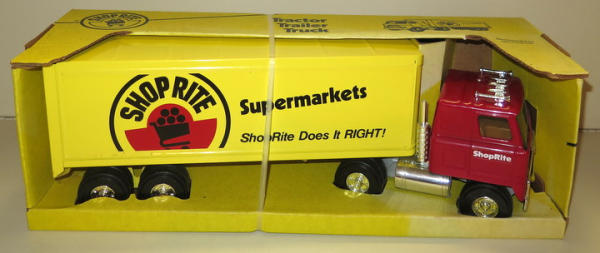 Tractor
Trailer
Truck
SHOP RITE
Supermarkets
ShopRite Does It RIGHT!
ShopRite